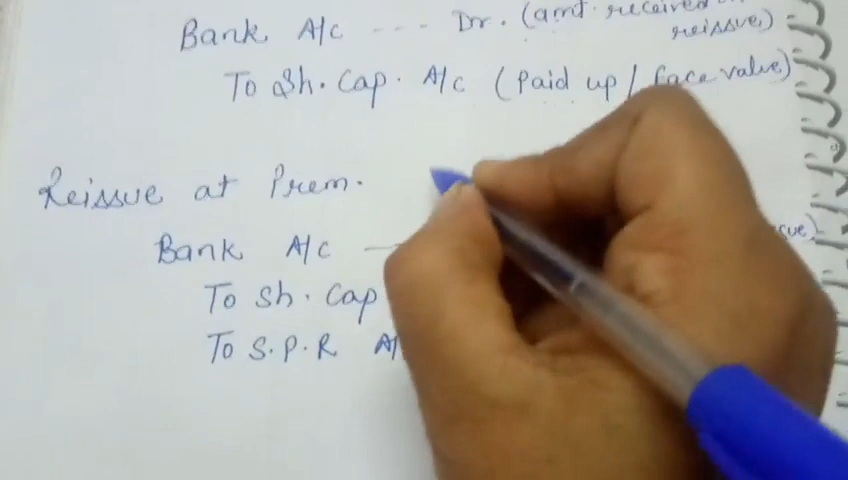 Bank A/c --- Dr. (amt. received on
reissue)
To Sh. Cap. A/c (Paid up / face value)
Reissue at Prem.
Bank A/c —
To Sh. Cap
To S.P.R A/